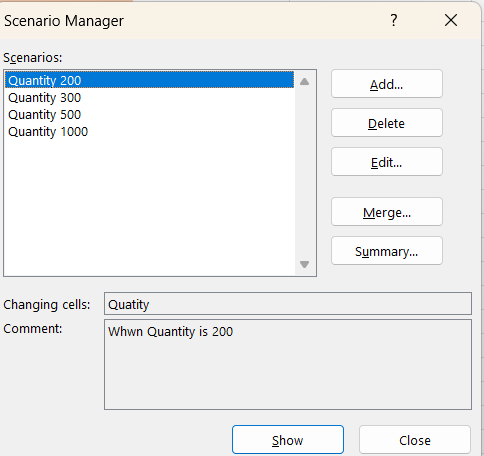 Scenario Manager
?
Scenarios:
Quantity 200
Quantity 300
Quantity 500
Quantity 1000
Add...
Delete
Edit...
Merge...
Summary...
Changing cells:
Quatity
Comment:
Whwn Quantity is 200
Show
Close